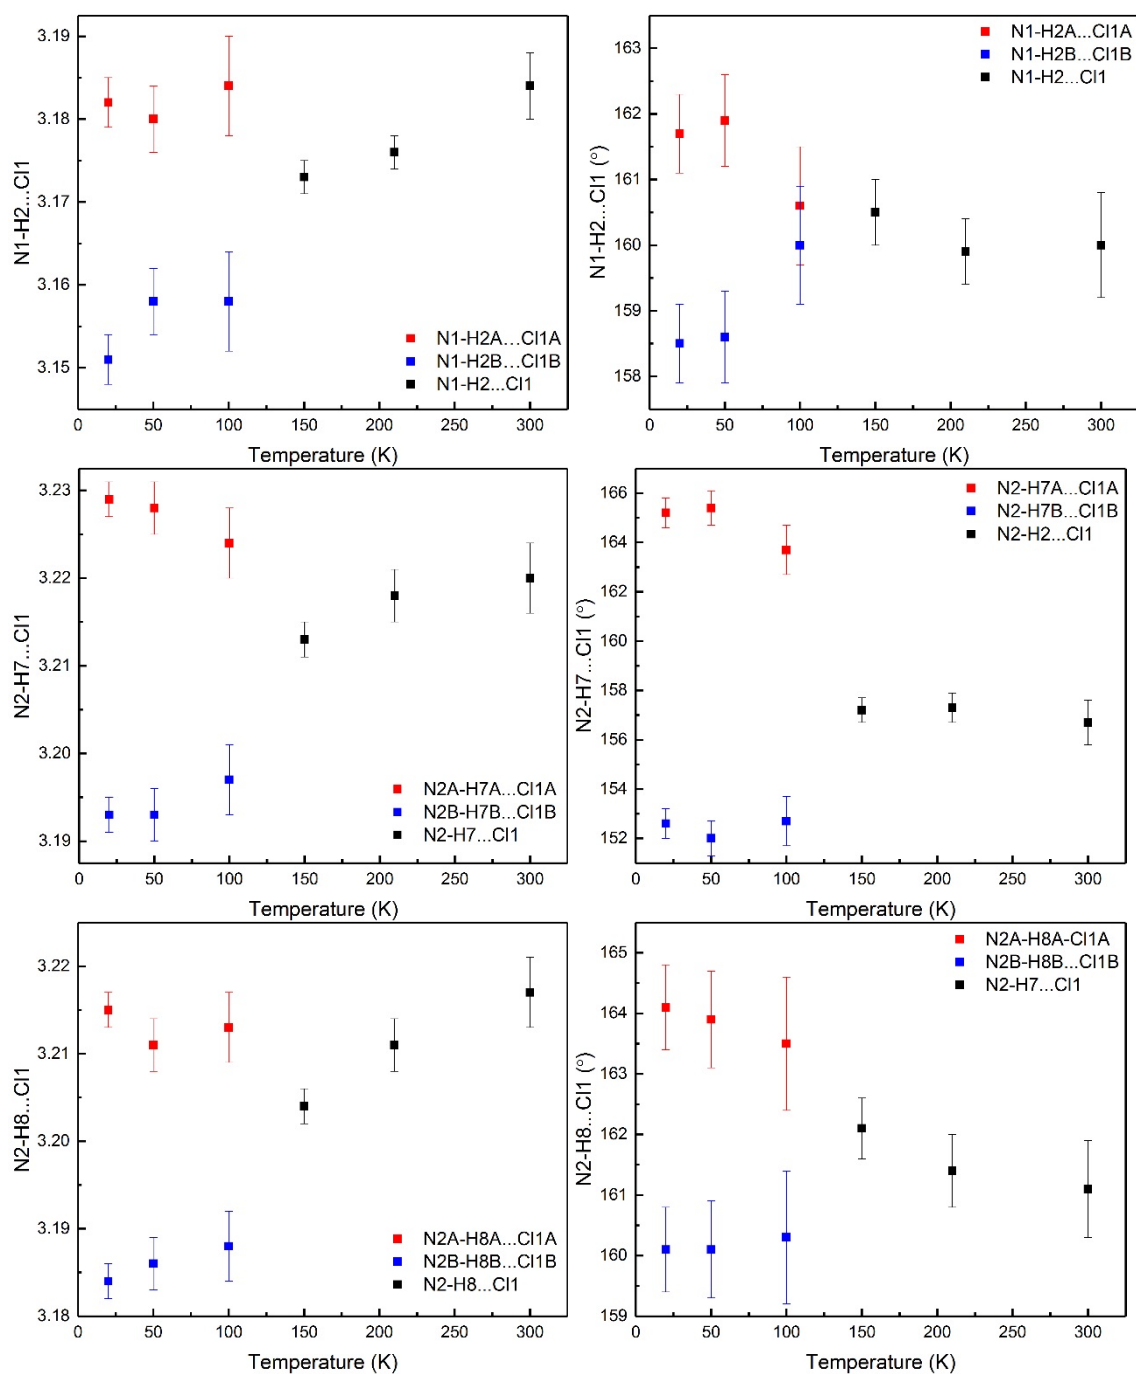 N1-H2...Cl1
3.19
3.18
3.17
3.16
3.15
N1-H2A...Cl1A
N1-H2B...Cl1B
N1-H2...Cl1
0 50 100 150 200 250 300
Temperature (K)
N1-H2...Cl1 (°)
163
162
161
160
159
158
N1-H2A...Cl1A
N1-H2B...Cl1B
N1-H2...Cl1
0 50 100 150 200 250 300
Temperature (K)
N2-H7...Cl1
3.23
3.22
3.21
3.20
3.19
N2A-H7A...Cl1A
N2B-H7B...Cl1B
N2-H7...Cl1
0 50 100 150 200 250 300
Temperature (K)
N2-H7...Cl1 (°)
166
164
162
160
158
156
154
152
N2-H7A...Cl1A
N2-H7B...Cl1B
N2-H2...Cl1
0 50 100 150 200 250 300
Temperature (K)
N2-H8...Cl1
3.22
3.21
3.20
3.19
3.18
N2A-H8A...Cl1A
N2B-H8B...Cl1B
N2-H8...Cl1
0 50 100 150 200 250 300
Temperature (K)
N2-H8...Cl1 (°)
165
164
163
162
161
160
159
N2A-H8A-Cl1A
N2B-H8B...Cl1B
N2-H7...Cl1
0 50 100 150 200 250 300
Temperature (K)